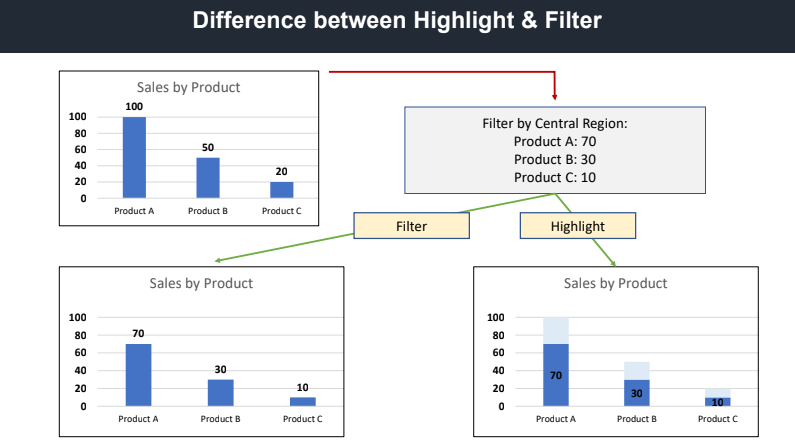 Difference between Highlight & Filter
Sales by Product
100
100
80
60
40
20
0
50
20
Product A
Product B
Product C
Filter by Central Region:
Product A: 70
Product B: 30
Product C: 10
Filter
Highlight
Sales by Product
100
80
60
40
20
0
70
30
10
Product A
Product B
Product C
Sales by Product
100
80
60
40
20
0
70
30
10
Product A
Product B
Product C